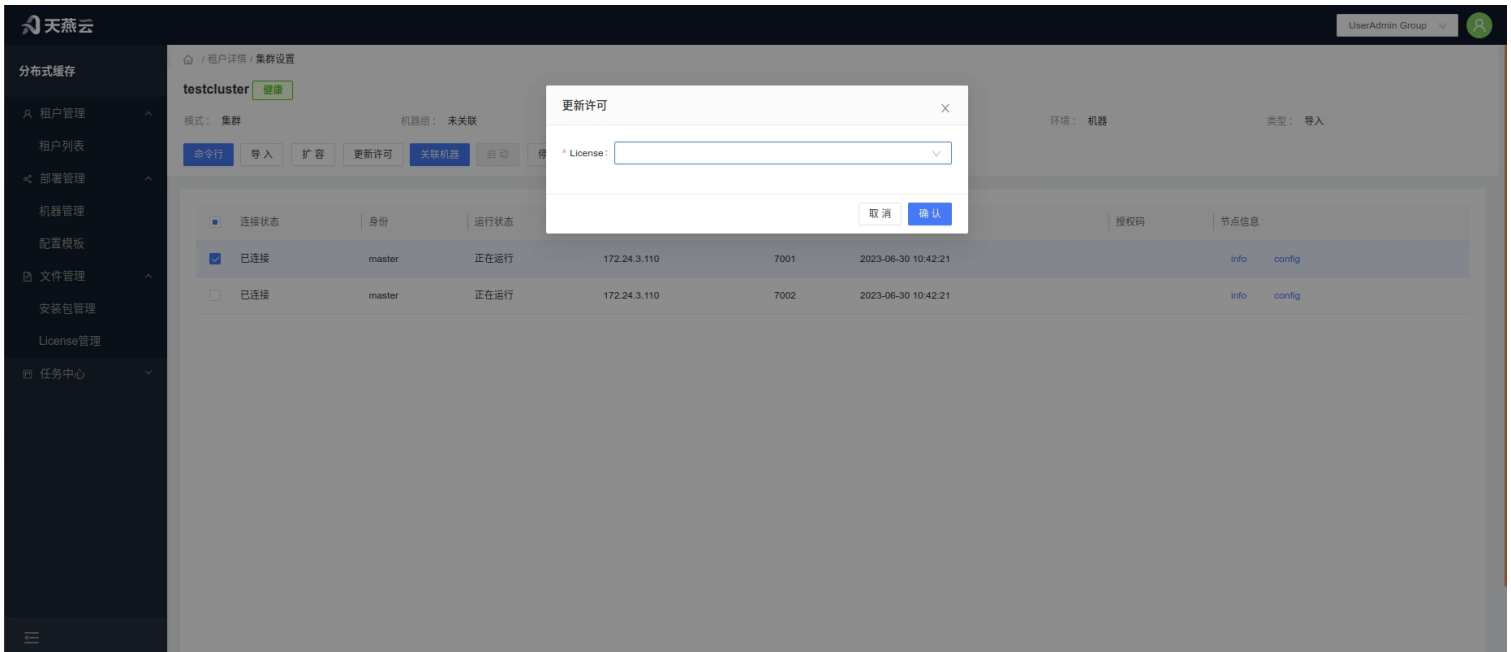 天燕云
UserAdmin Group
分布式缓存
租户管理
租户列表
部署管理
机器管理
配置模板
文件管理
安装包管理
License管理
任务中心
/ 租户详情 / 集群设置
testcluster 健康
模式： 集群 机器组： 未关联 环境： 机器 类型： 导入
命令行 导入 扩容 更新许可 关联机器 启动
更新许可
* License：
取消 确认
连接状态 身份 运行状态 授权码 节点信息
已连接 master 正在运行 172.24.3.110 7001 2023-06-30 10:42:21 info config
已连接 master 正在运行 172.24.3.110 7002 2023-06-30 10:42:21 info config